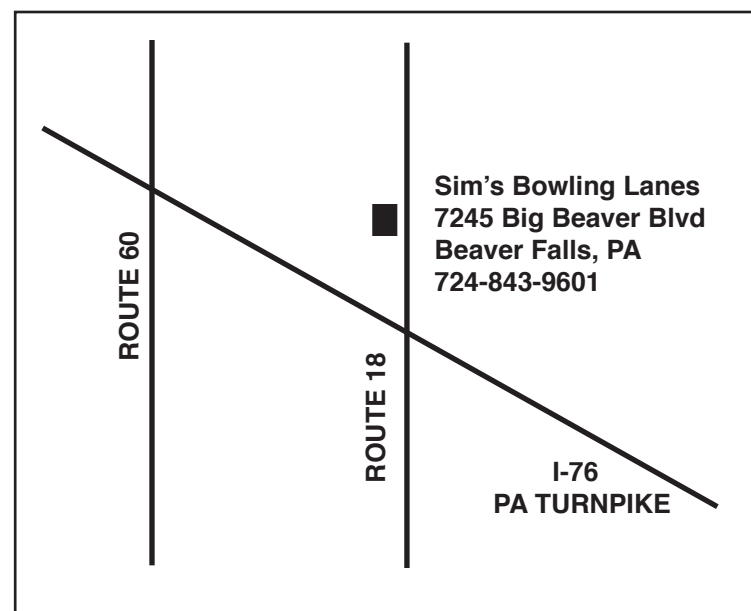 Sim’s Bowling Lanes
7245 Big Beaver Blvd
Beaver Falls, PA
724-843-9601
ROUTE 60
ROUTE 18
I-76
PA TURNPIKE